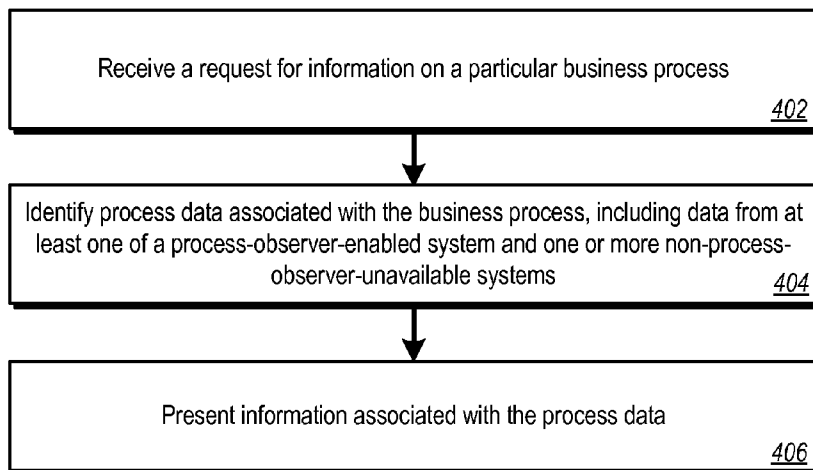 Receive a request for information on a particular business process
402
Identify process data associated with the business process, including data from at
least one of a process-observer-enabled system and one or more non-process-
observer-unavailable systems
404
Present information associated with the process data
406